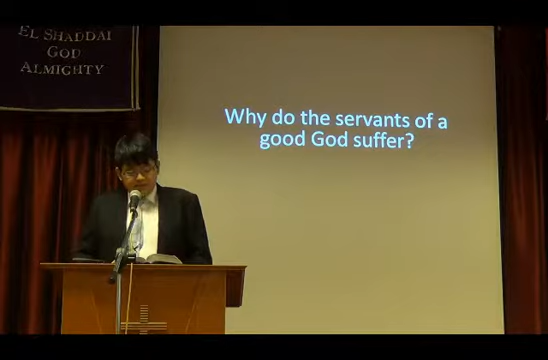 EL SHADDAI
GOD
ALMIGHTY
Why do the servants of a
good God suffer?